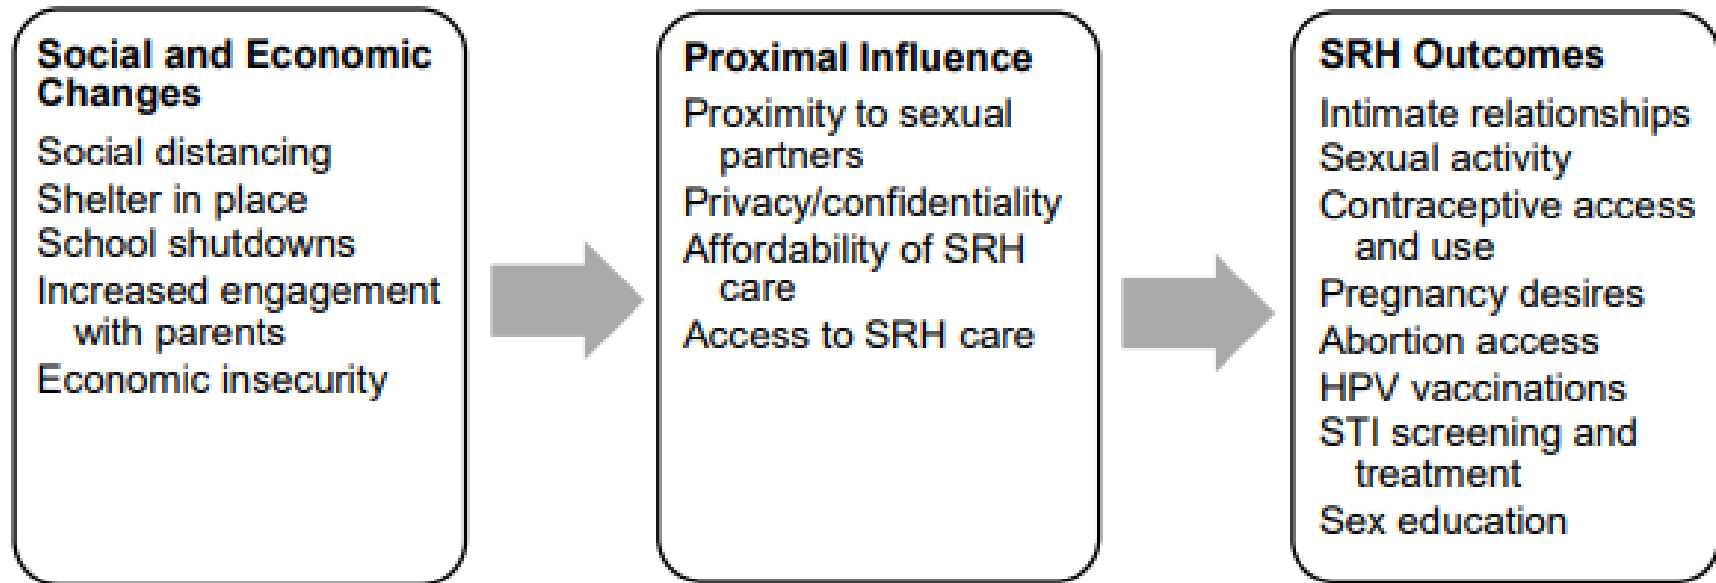 Social and Economic
Changes
Social distancing
Shelter in place
School shutdowns
Increased engagement
with parents
Economic insecurity
Proximal Influence
Proximity to sexual
partners
Privacy/confidentiality
Affordability of SRH
care
Access to SRH care
SRH Outcomes
Intimate relationships
Sexual activity
Contraceptive access
and use
Pregnancy desires
Abortion access
HPV vaccinations
STI screening and
treatment
Sex education